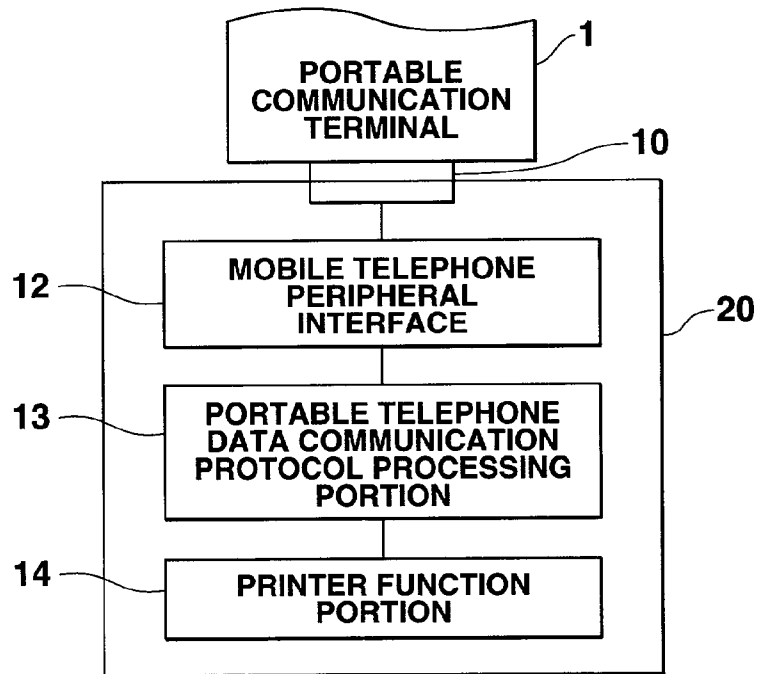 1
PORTABLE
COMMUNICATION
TERMINAL
10
12
MOBILE TELEPHONE
PERIPHERAL
INTERFACE
20
13
PORTABLE TELEPHONE
DATA COMMUNICATION
PROTOCOL PROCESSING
PORTION
14
PRINTER FUNCTION
PORTION